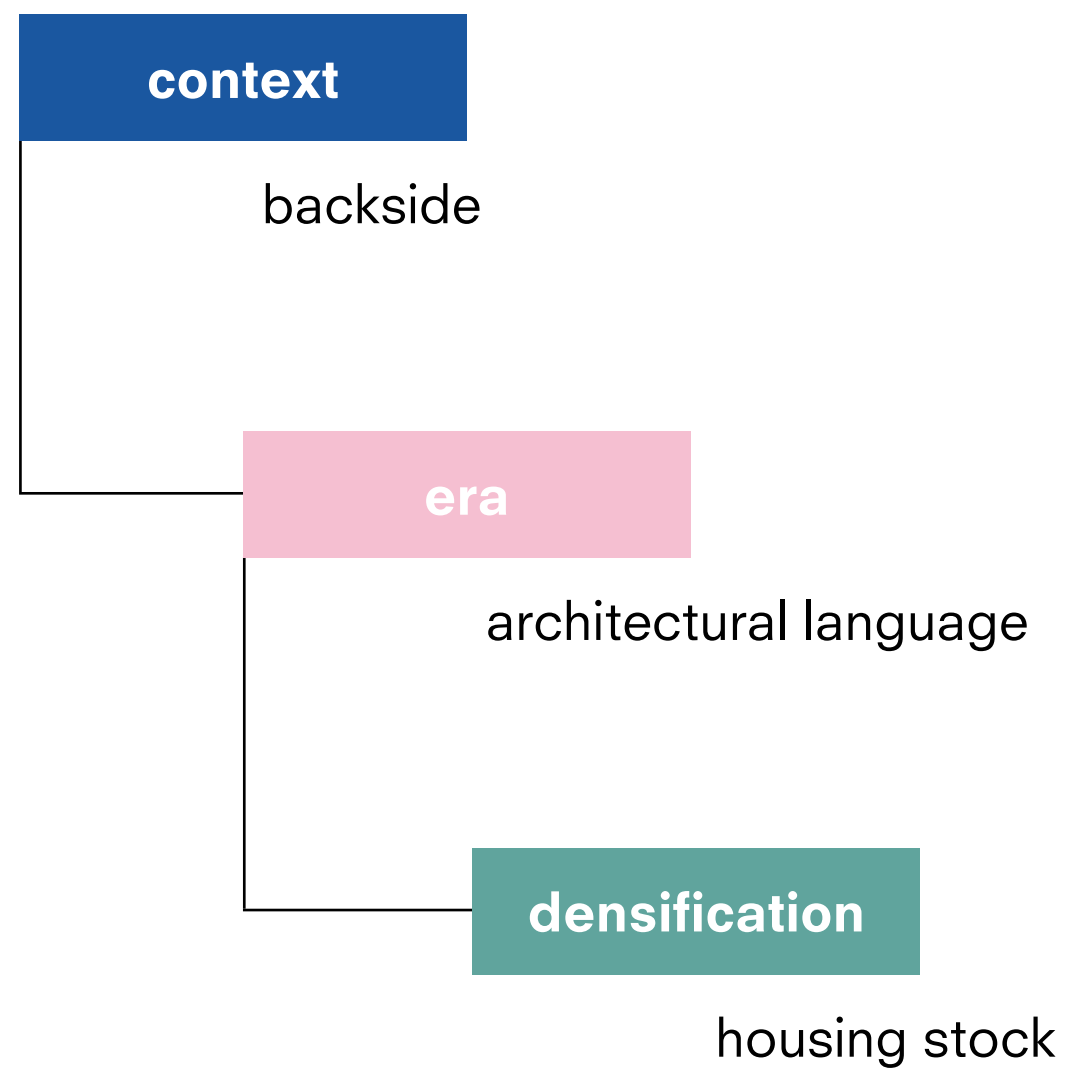 context
backside
era
architectural language
densification
housing stock